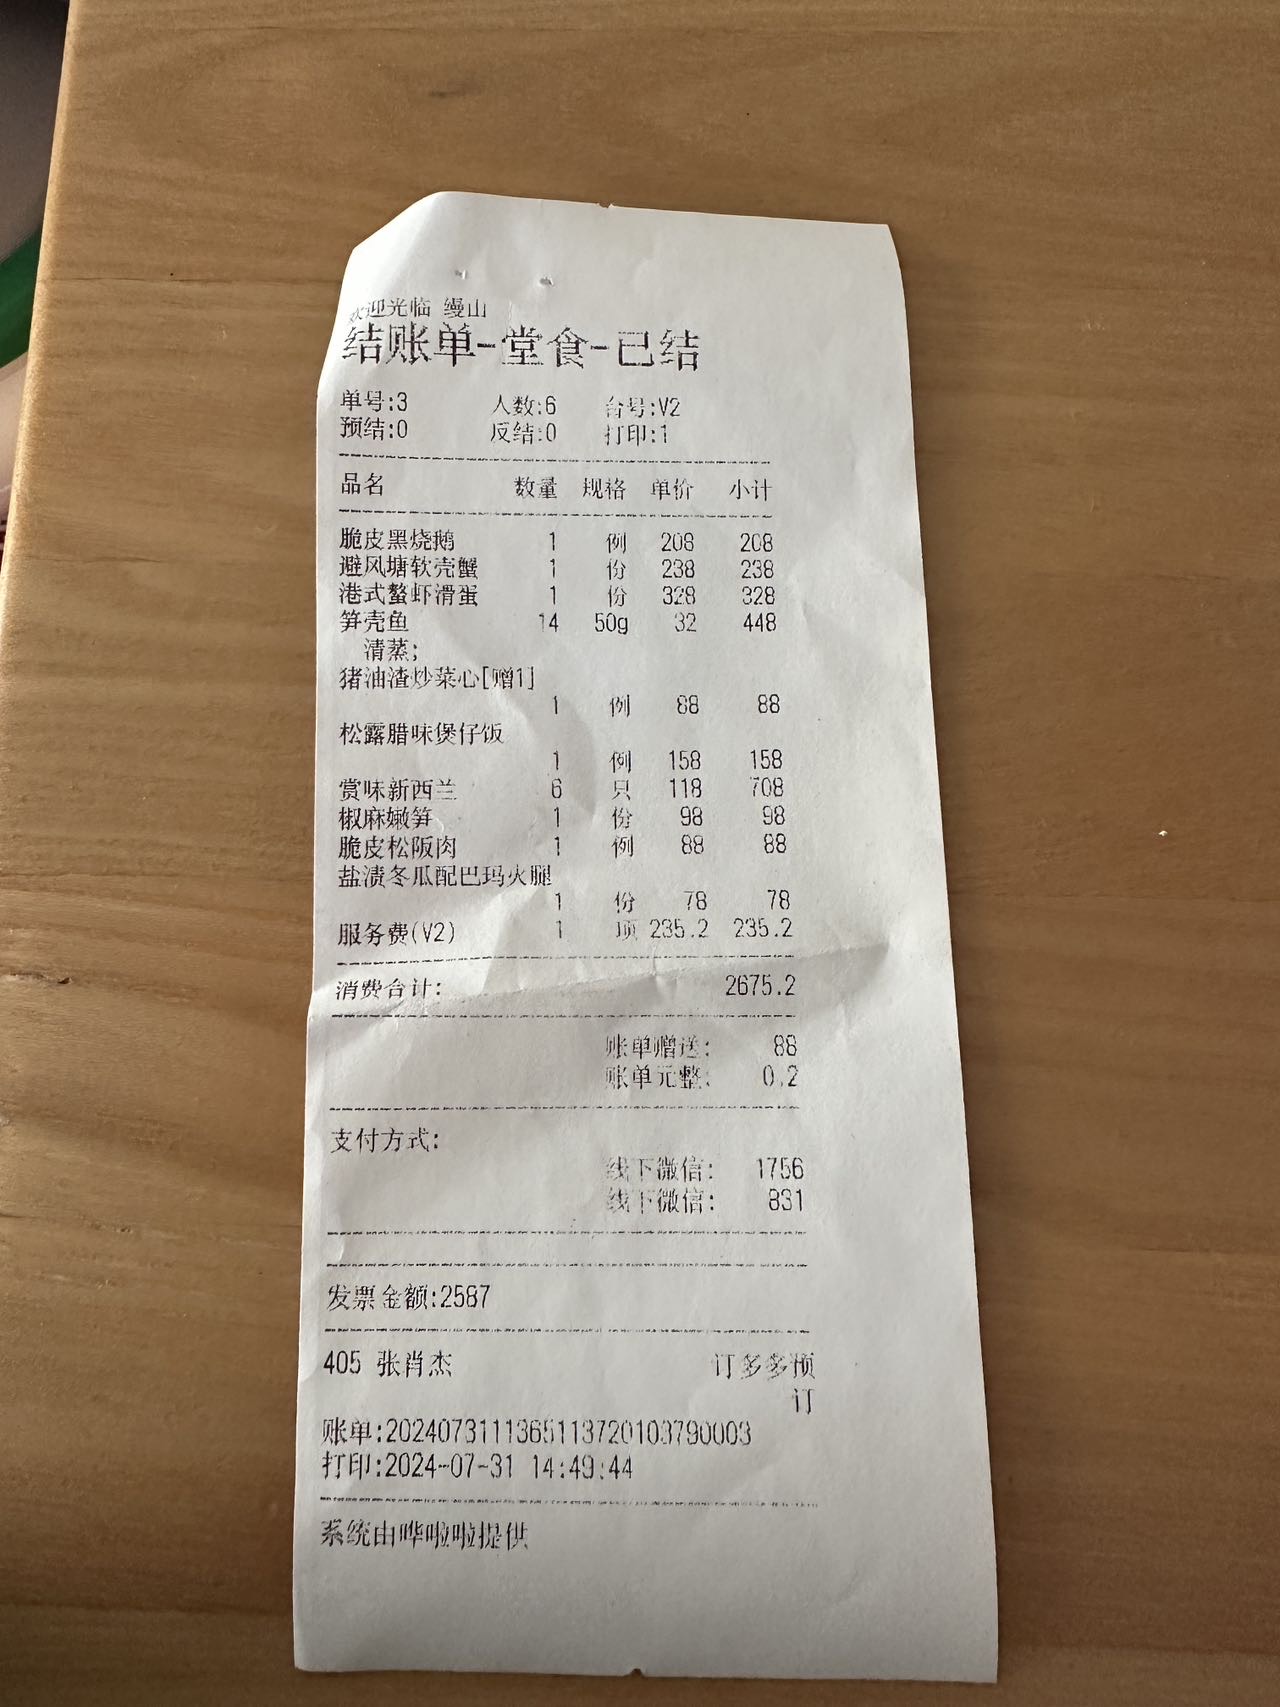 欢迎光临 缦山
结账单-堂食-已结
单号:3 人数:6 台号:V2
预结:0 反结:0 打印:1
品名 数量 规格 单价 小计
脆皮黑烧鹅 1 例 208 208
避风塘软壳蟹 1 份 238 238
港式螯虾滑蛋 1 份 328 328
笋壳鱼 14 50g 32 448
清蒸;
猪油渣炒菜心[赠1]
1 例 88 88
松露腊味煲仔饭
1 例 158 158
赏味新西兰 6 只 118 708
椒麻嫩笋 1 份 98 98
脆皮松阪肉 1 例 88 88
盐渍冬瓜配巴玛火腿
1 份 78 78
服务费(V2) 1 项 235.2 235.2
消费合计: 2675.2
账单赠送: 88
账单元整: 0.2
支付方式:
线下微信: 1756
线下微信: 831
发票金额:2587
405 张肖杰 订多多预
订
账单:2024073111365113720103790003
打印:2024-07-31 14:49:44
系统由哗啦啦提供